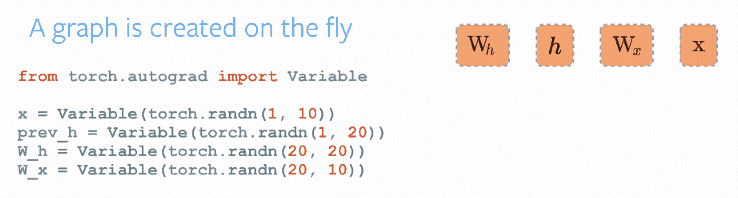 A graph is created on the fly
W_h h W_x x
from torch.autograd import Variable
x = Variable(torch.randn(1, 10))
prev_h = Variable(torch.randn(1, 20))
W_h = Variable(torch.randn(20, 20))
W_x = Variable(torch.randn(20, 10))